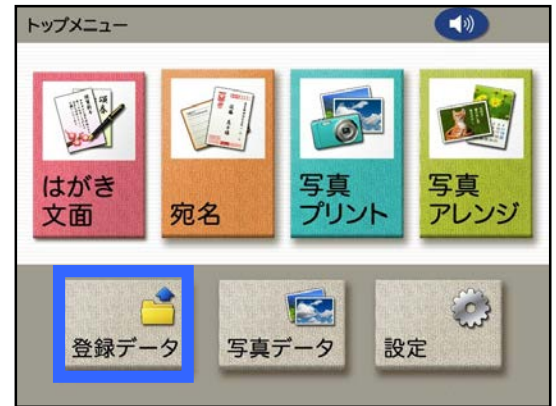 トップメニュー
はがき
文面
宛名
写真
プリント
写真
アレンジ
登録データ
写真データ
設定